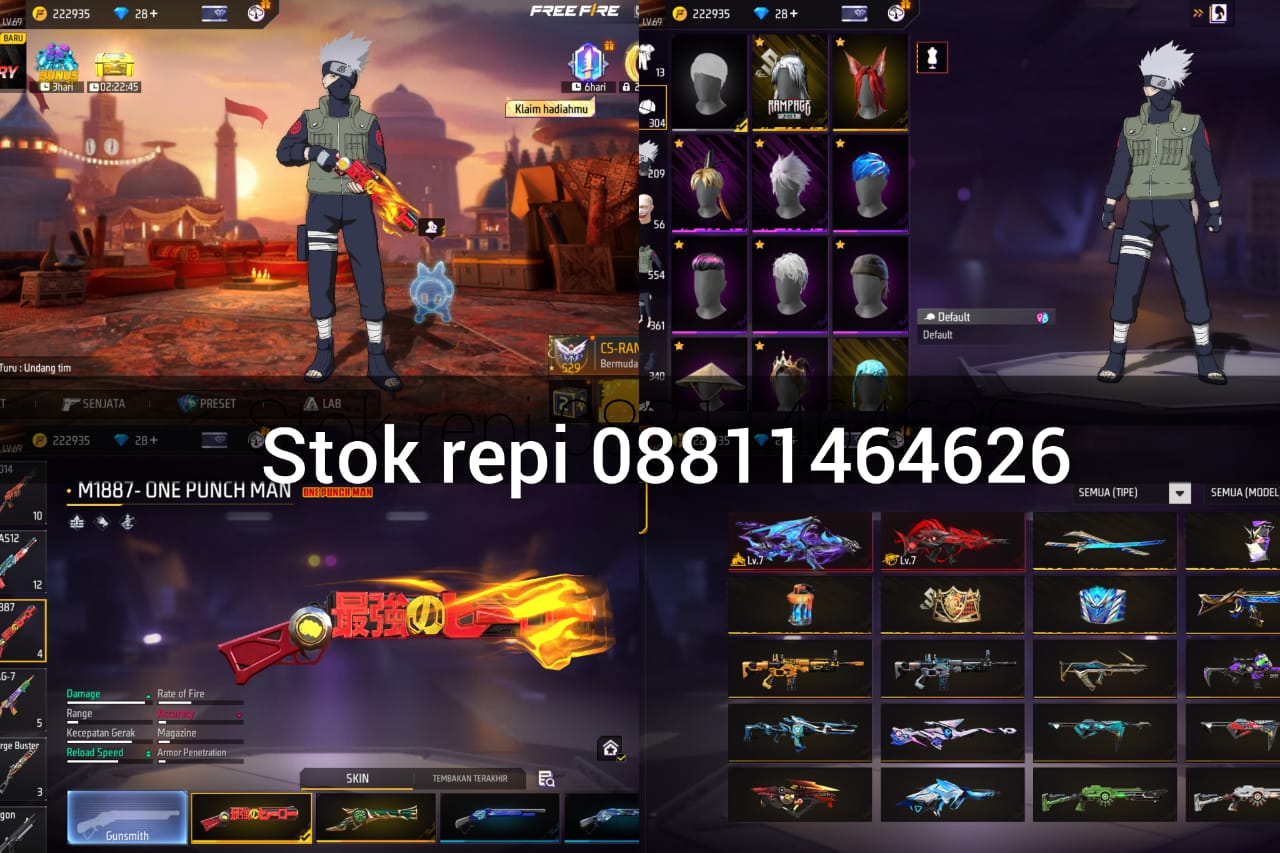 222935
28+
FREE FIRE
LV.69
BARU
BONUS
3hari
02:22:45
6hari
Klaim hadiahmu
13
304
209
56
554
361
340
RAMPAGE
Default
Default
Turu : Undang tim
CS-RAN
Bermuda
S29
SENJATA
PRESET
LAB
LV.69
222935
28+
Stok repi 08811464626
M1887- ONE PUNCH MAN
ONE PUNCH MAN
10
AS12
12
887
4
AG-7
5
rge Buster
3
gon
最強のヒーロー
Damage
Rate of Fire
Range
Accuracy
Kecepatan Gerak
Magazine
Reload Speed
Armor Penetration
SKIN
TEMBAKAN TERAKHIR
Gunsmith
SEMUA (TIPE)
SEMUA (MODEL
Lv.7
Lv.7